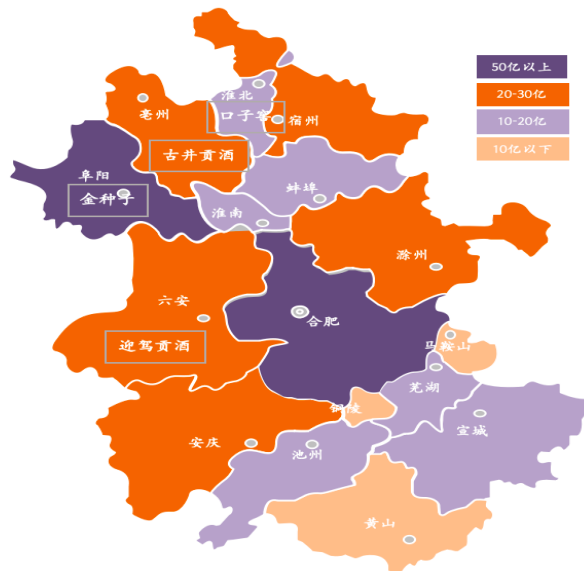 50亿以上
20-30亿
10-20亿
10亿以下
淮北
亳州
口子窖
宿州
古井贡酒
阜阳
金种子
蚌埠
淮南
滁州
六安
合肥
迎驾贡酒
马鞍山
芜湖
铜陵
宣城
安庆
池州
黄山